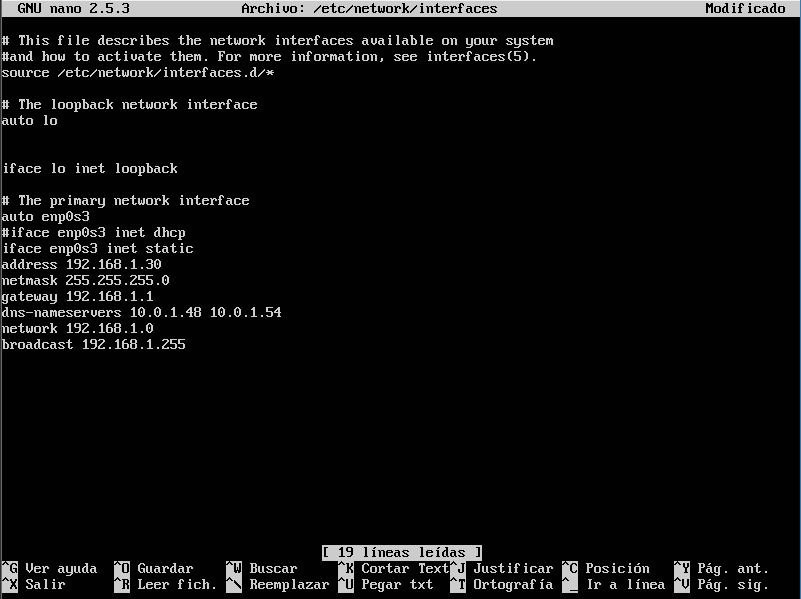 GNU nano 2.5.3 Archivo: /etc/network/interfaces Modificado
# This file describes the network interfaces available on your system
#and how to activate them. For more information, see interfaces(5).
source /etc/network/interfaces.d/*
# The loopback network interface
auto lo
iface lo inet loopback
# The primary network interface
auto enp0s3
#iface enp0s3 inet dhcp
iface enp0s3 inet static
address 192.168.1.30
netmask 255.255.255.0
gateway 192.168.1.1
dns-nameservers 10.0.1.48 10.0.1.54
network 192.168.1.0
broadcast 192.168.1.255
[ 19 líneas leídas ]
^G Ver ayuda ^O Guardar ^W Buscar ^K Cortar Text^J Justificar ^C Posición ^Y Pág. ant.
^X Salir ^R Leer fich. ^\ Reemplazar ^U Pegar txt ^T Ortografía ^_ Ir a línea ^V Pág. sig.